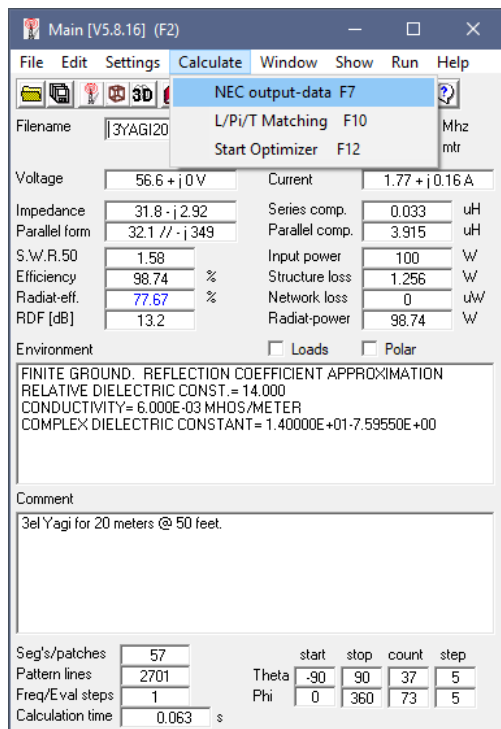 Main [V5.8.16] (F2)
File Edit Settings Calculate Window Show Run Help
3D
NEC output-data F7
L/Pi/T Matching F10
Start Optimizer F12
Filename 3YAGI20 Mhz
mtr
Voltage 56.6 + j 0 V Current 1.77 + j 0.16 A
Impedance 31.8 - j 2.92 Series comp. 0.033 uH
Parallel form 32.1 // - j 349 Parallel comp. 3.915 uH
S.W.R.50 1.58 Input power 100 W
Efficiency 98.74 % Structure loss 1.256 W
Radiat-eff. 77.67 % Network loss 0 uW
RDF [dB] 13.2 Radiat-power 98.74 W
Environment Loads Polar
FINITE GROUND. REFLECTION COEFFICIENT APPROXIMATION
RELATIVE DIELECTRIC CONST.= 14.000
CONDUCTIVITY= 6.000E-03 MHOS/METER
COMPLEX DIELECTRIC CONSTANT= 1.40000E+01-7.59550E+00
Comment
3el Yagi for 20 meters @ 50 feet.
Seg's/patches 57 start stop count step
Pattern lines 2701 Theta -90 90 37 5
Freq/Eval steps 1 Phi 0 360 73 5
Calculation time 0.063 s